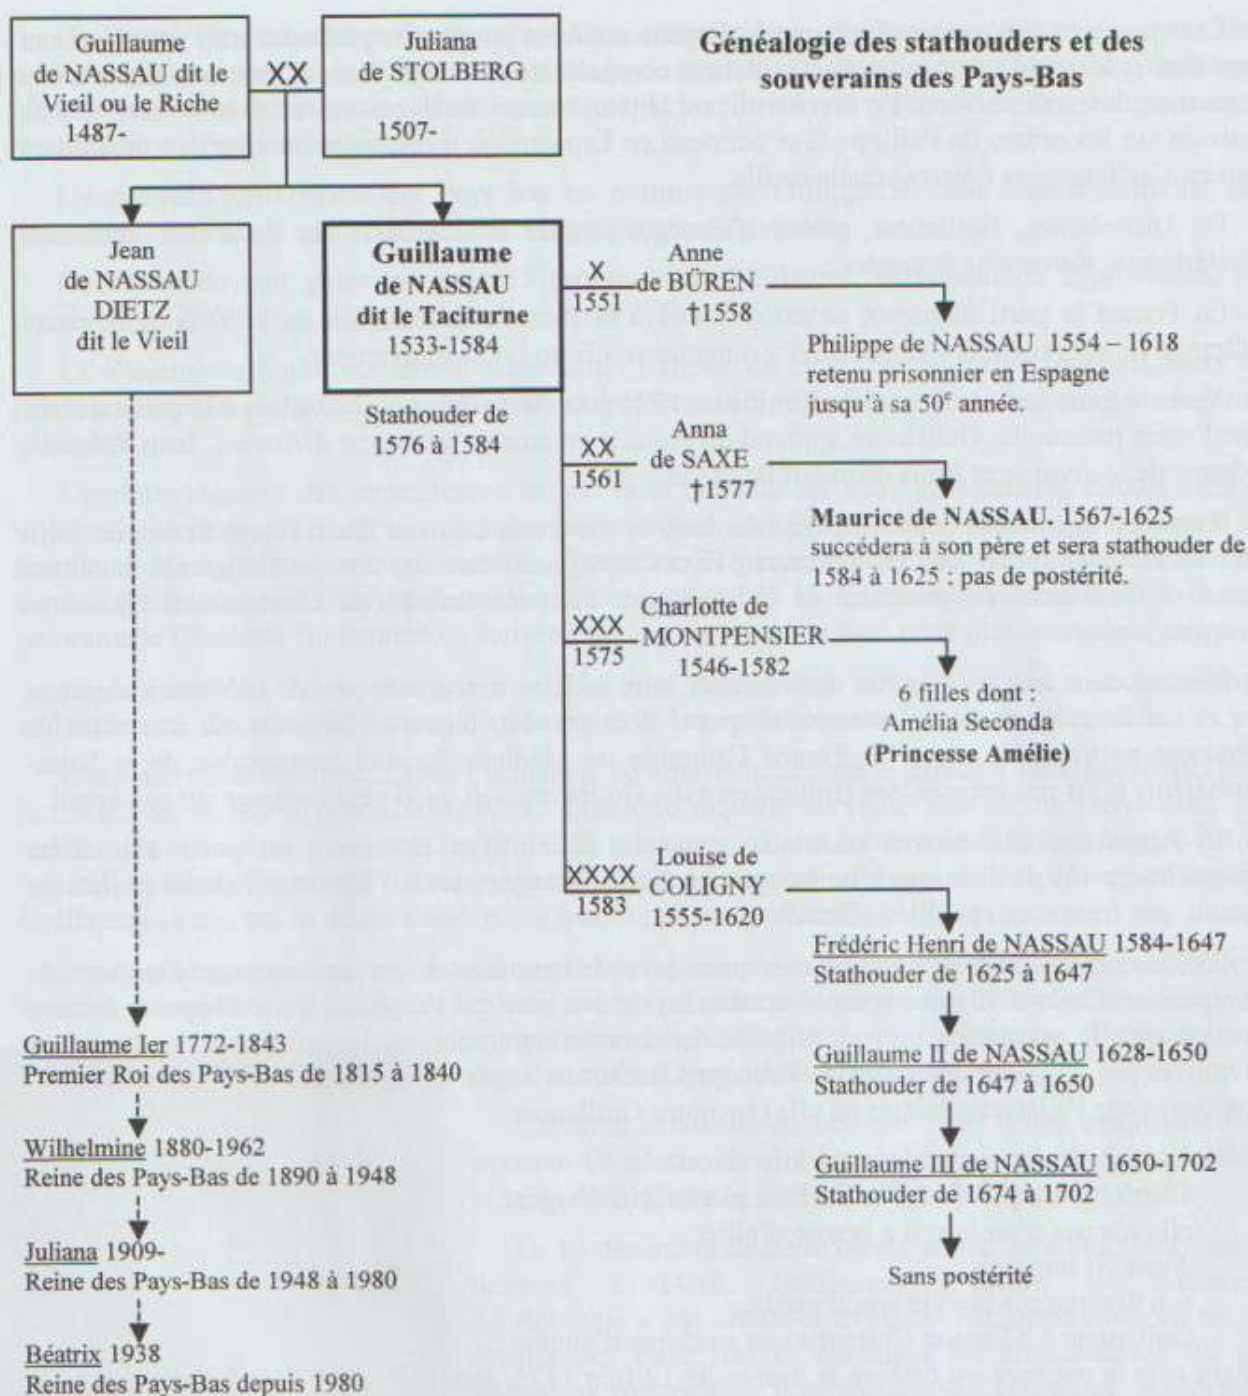 Généalogie des stathouders et des
souverains des Pays-Bas
Guillaume
de NASSAU dit le
Vieil ou le Riche
1487-
XX
Juliana
de STOLBERG
1507-
Jean
de NASSAU
DIETZ
dit le Vieil
Guillaume
de NASSAU
dit le Taciturne
1533-1584
Stathouder de
1576 à 1584
X
1551
Anne
de BÜREN
†1558
Philippe de NASSAU 1554 – 1618
retenu prisonnier en Espagne
jusqu'à sa 50e année.
XX
1561
Anna
de SAXE
†1577
Maurice de NASSAU. 1567-1625
succédera à son père et sera stathouder de
1584 à 1625 : pas de postérité.
XXX
1575
Charlotte de
MONTPENSIER
1546-1582
6 filles dont :
Amélia Seconda
(Princesse Amélie)
XXXX
1583
Louise de
COLIGNY
1555-1620
Frédéric Henri de NASSAU 1584-1647
Stathouder de 1625 à 1647
Guillaume II de NASSAU 1628-1650
Stathouder de 1647 à 1650
Guillaume III de NASSAU 1650-1702
Stathouder de 1674 à 1702
Sans postérité
Guillaume Ier 1772-1843
Premier Roi des Pays-Bas de 1815 à 1840
Wilhelmine 1880-1962
Reine des Pays-Bas de 1890 à 1948
Juliana 1909-
Reine des Pays-Bas de 1948 à 1980
Béatrix 1938
Reine des Pays-Bas depuis 1980